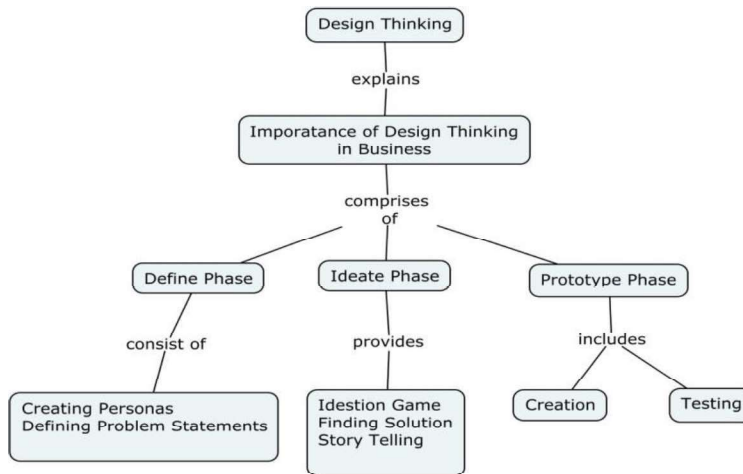 Design Thinking
explains
Imporatance of Design Thinking
in Business
comprises
of
Define Phase
Ideate Phase
Prototype Phase
consist of
provides
includes
Creating Personas
Defining Problem Statements
Idestion Game
Finding Solution
Story Telling
Creation
Testing